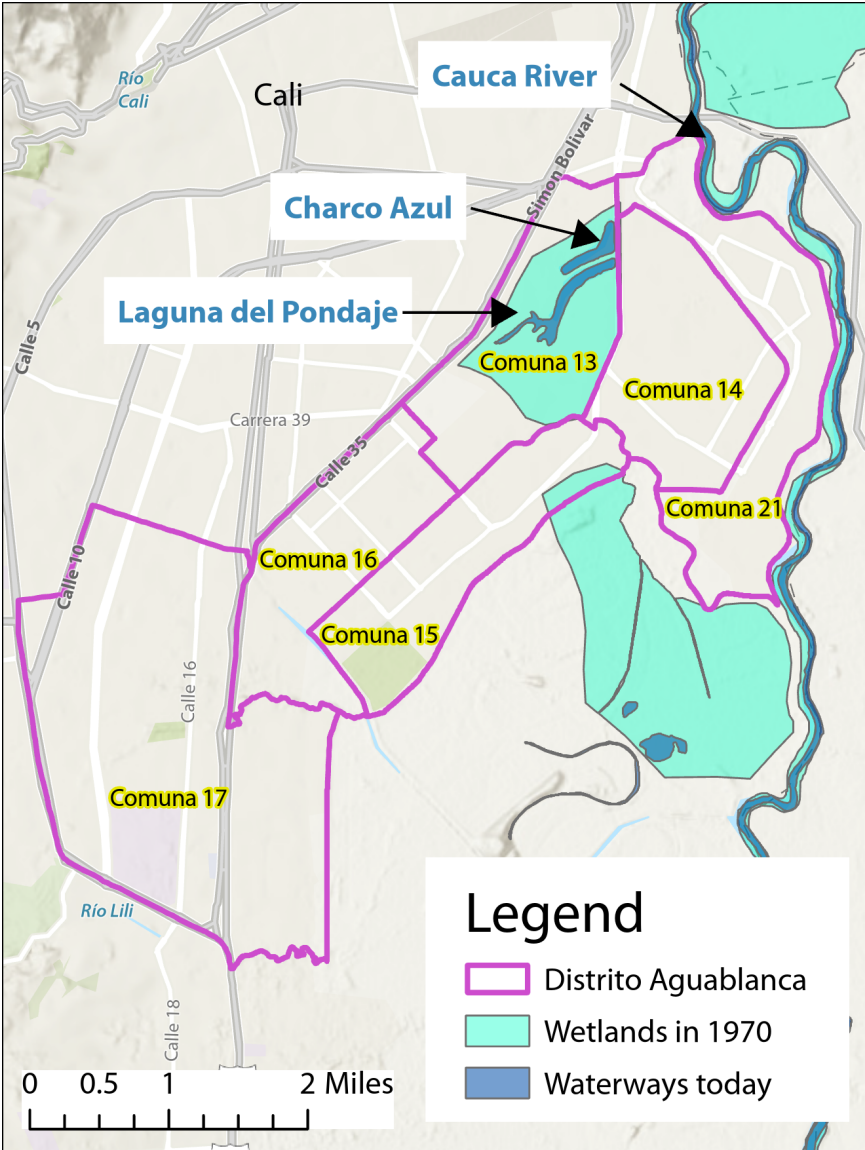 Cauca River
Río
Cali
Cali
Simon Bolivar
Charco Azul
Laguna del Pondaje
Calle 5
Comuna 13
Comuna 14
Carrera 39
Calle 35
Comuna 21
Calle 10
Comuna 16
Comuna 15
Calle 16
Comuna 17
Río Lili
Calle 18
Legend
Distrito Aguablanca
Wetlands in 1970
Waterways today
0 0.5 1 2 Miles